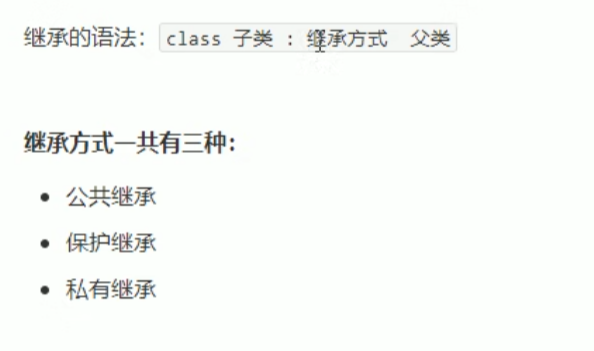 继承的语法：class 子类 : 继承方式  父类
继承方式一共有三种：
公共继承
保护继承
私有继承